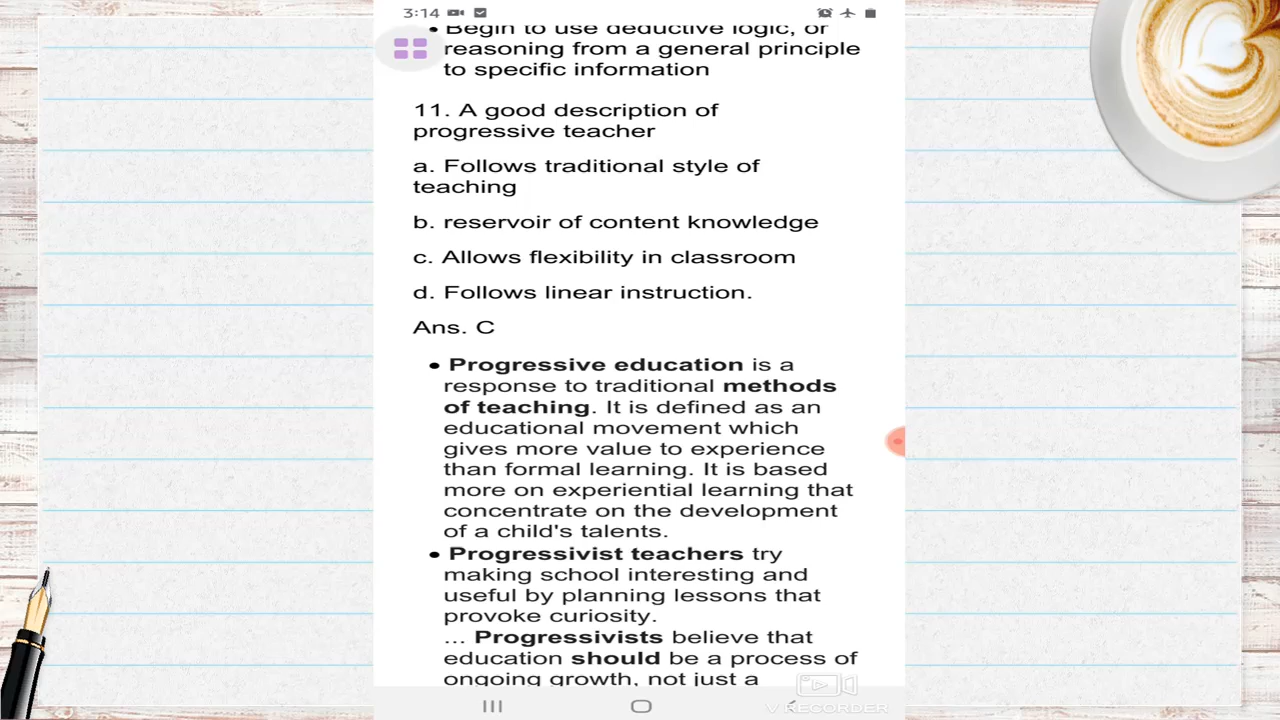 3:14
• Begin to use deductive logic, or
reasoning from a general principle
to specific information
11. A good description of
progressive teacher
a. Follows traditional style of
teaching
b. reservoir of content knowledge
c. Allows flexibility in classroom
d. Follows linear instruction.
Ans. C
• Progressive education is a
response to traditional methods
of teaching. It is defined as an
educational movement which
gives more value to experience
than formal learning. It is based
more on experiential learning that
concentrate on the development
of a child's talents.
• Progressivist teachers try
making school interesting and
useful by planning lessons that
provoke curiosity.
... Progressivists believe that
education should be a process of
ongoing growth, not just a
V RECORDER